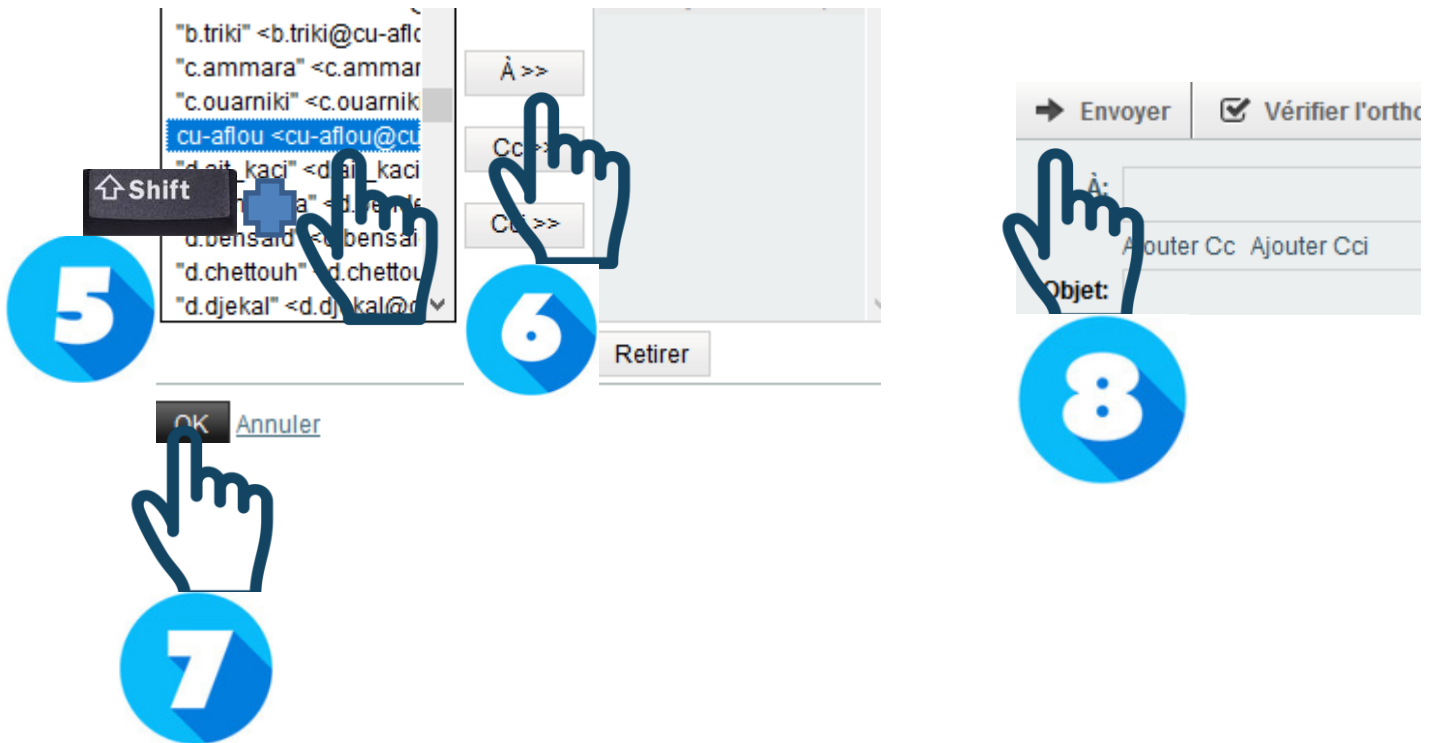 "b.triki" <b.triki@cu-aflo
"c.ammara" <c.ammar
"c.ouarniki" <c.ouarniki
cu-aflou <cu-aflou@cu
"d.ait_kaci" <d.ait_kaci
"d.bensaid" <d.bensai
"d.chettouh" <d.chettou
"d.djekal" <d.djekal@c
Shift
À >>
Cc >>
Cci >>
5
6
Retirer
OK Annuler
7
Envoyer Vérifier l'ortho
À:
Ajouter Cc Ajouter Cci
Objet:
8